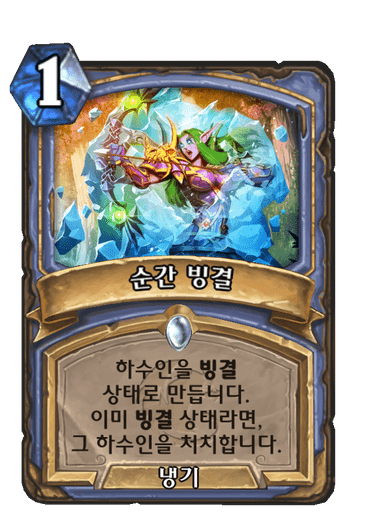 1
순간 빙결
하수인을 빙결
상태로 만듭니다.
이미 빙결 상태라면,
그 하수인을 처치합니다.
냉기